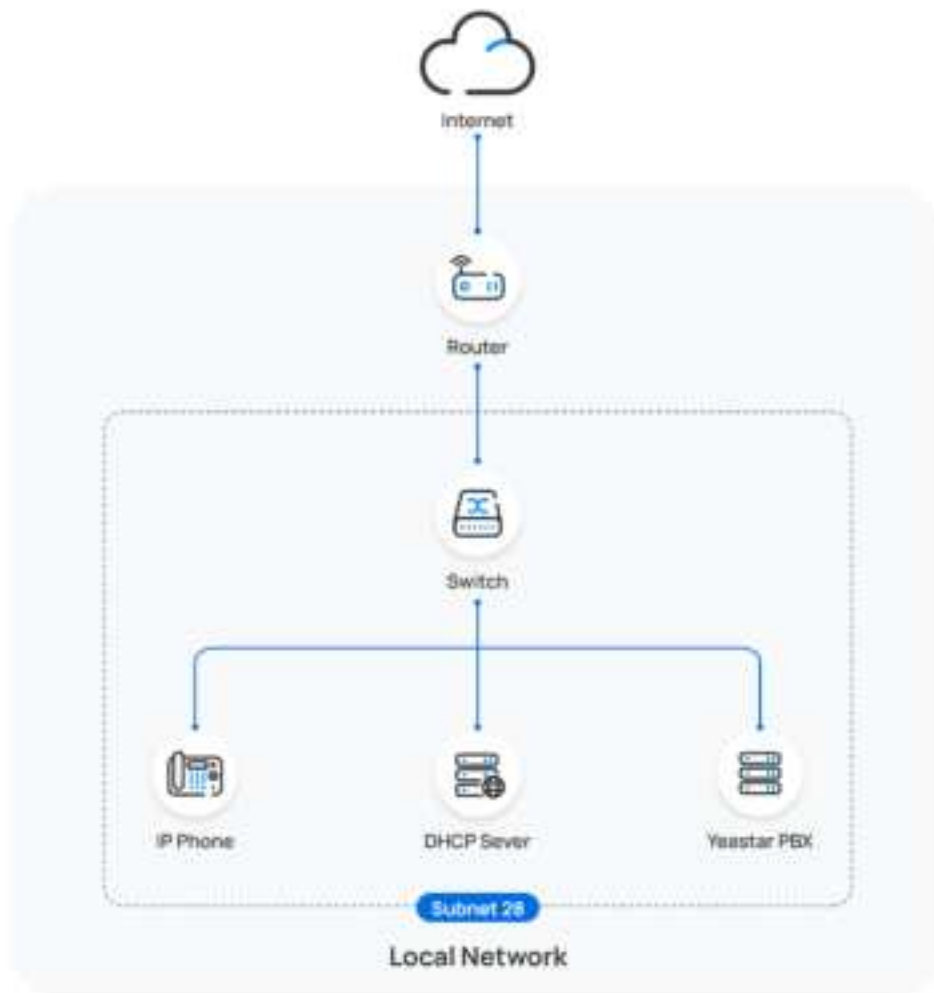 Internet
Router
Switch
IP Phone
DHCP Sever
Yeastar PBX
Subnet 28
Local Network